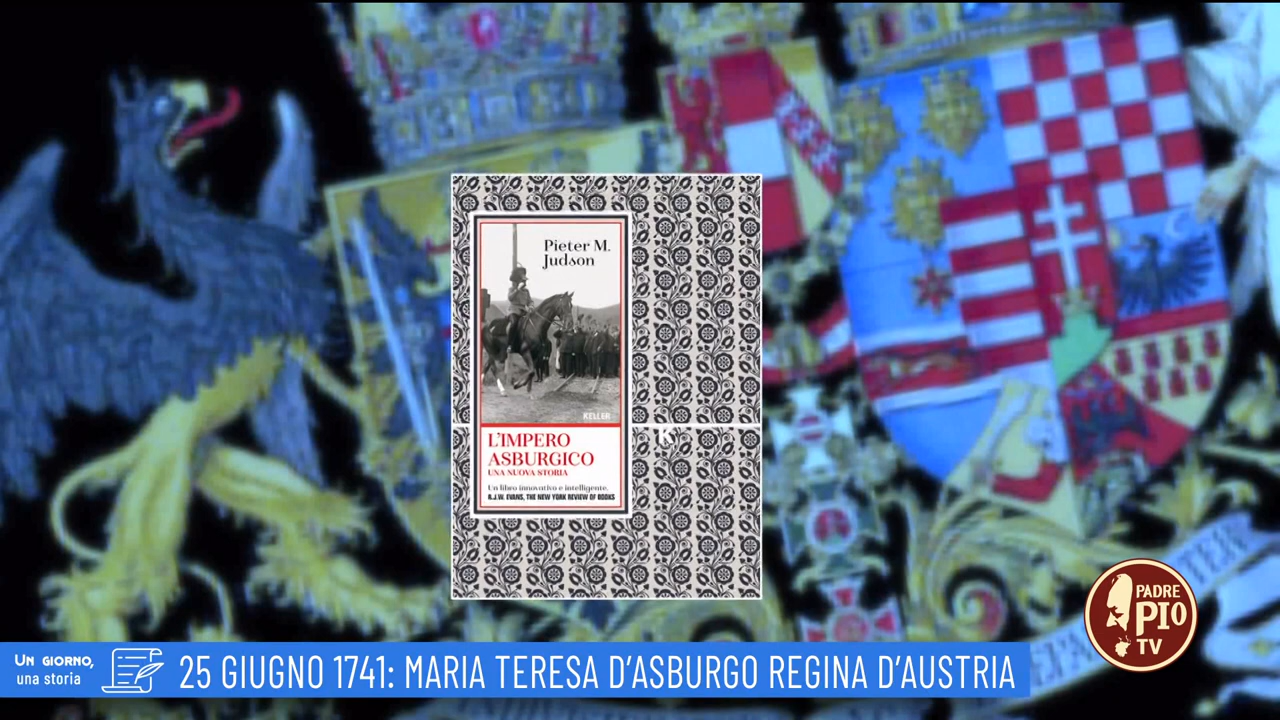 Pieter M.
Judson
KELLER
L'IMPERO
ASBURGICO
UNA NUOVA STORIA
Un libro innovativo e intelligente.
R.J.W. EVANS, THE NEW YORK REVIEW OF BOOKS
K
PADRE
PIO
TV
UN GIORNO,
una storia
25 GIUGNO 1741: MARIA TERESA D'ASBURGO REGINA D'AUSTRIA